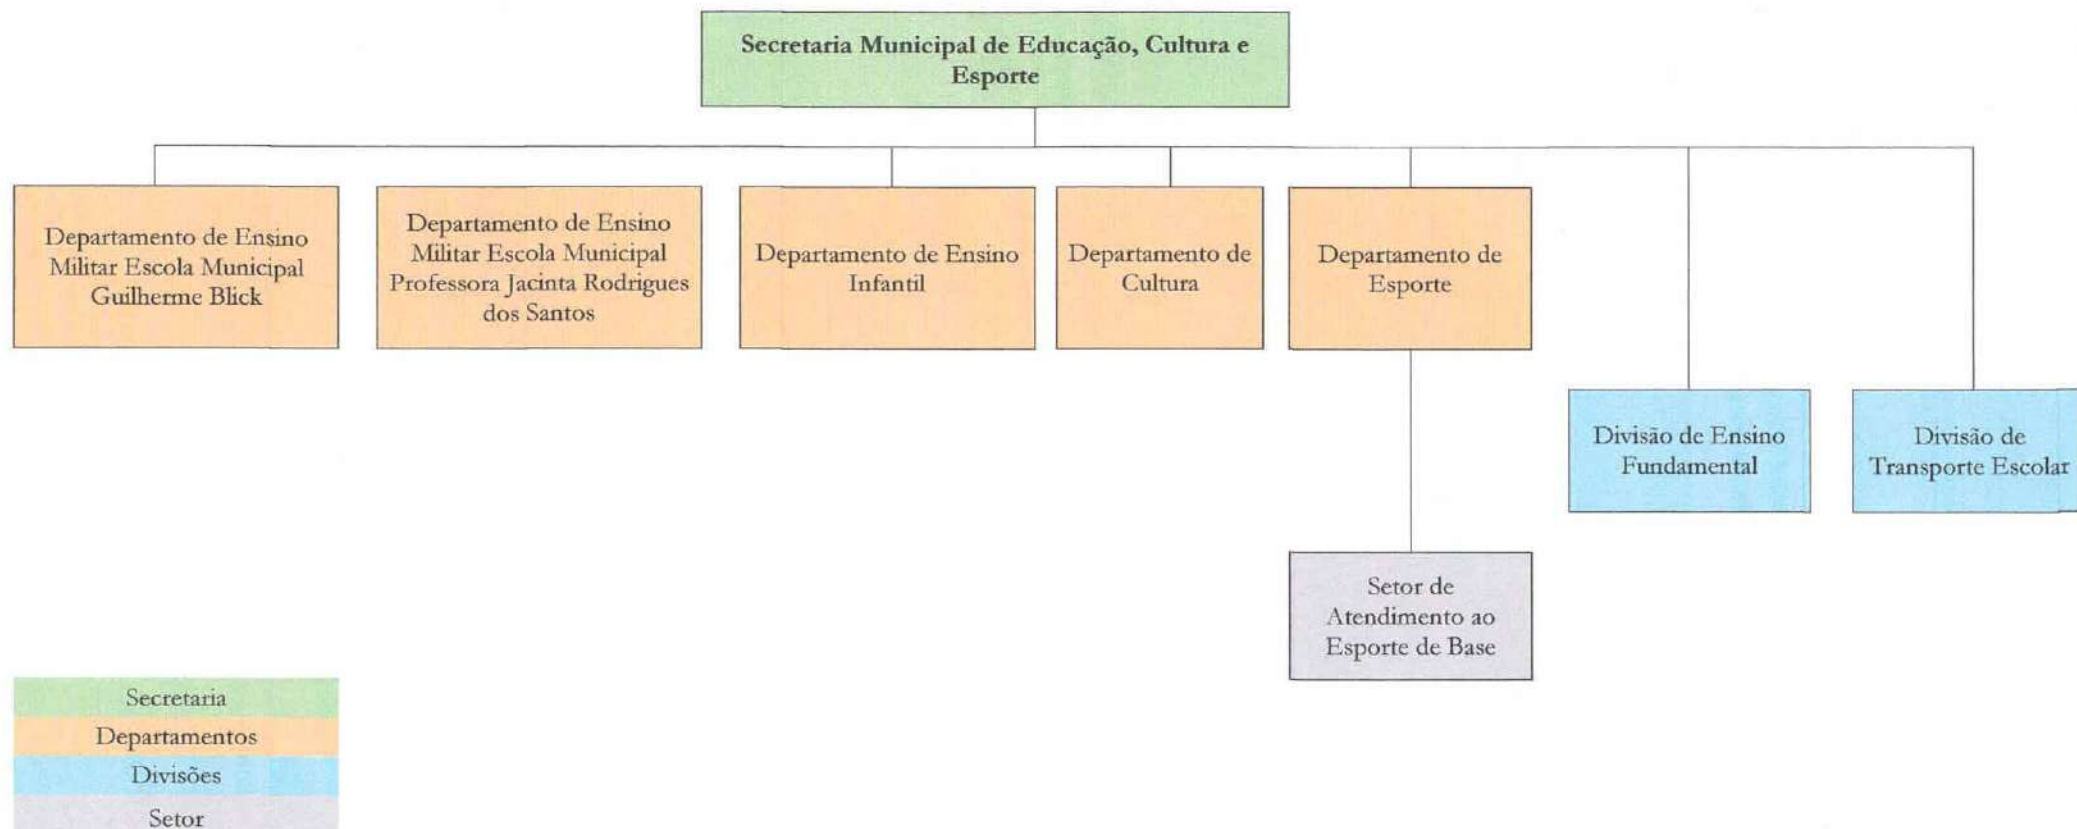 Secretaria Municipal de Educação, Cultura e
Esporte
Departamento de Ensino
Militar Escola Municipal
Guilherme Blick
Departamento de Ensino
Militar Escola Municipal
Professora Jacinta Rodrigues
dos Santos
Departamento de Ensino
Infantil
Departamento de
Cultura
Departamento de
Esporte
Divisão de Ensino
Fundamental
Divisão de
Transporte Escolar
Setor de
Atendimento ao
Esporte de Base
Secretaria
Departamentos
Divisões
Setor